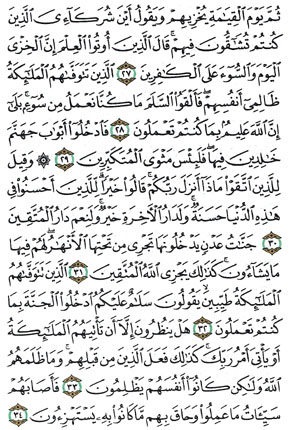 ثُمَّ يَوْمَ ٱلْقِيَٰمَةِ يُخْزِيهِمْ وَيَقُولُ أَيْنَ شُرَكَآءِىَ ٱلَّذِينَ
كُنتُمْ تُشَٰٓقُّونَ فِيهِمْ ۚ قَالَ ٱلَّذِينَ أُوتُوا۟ ٱلْعِلْمَ إِنَّ ٱلْخِزْىَ
ٱلْيَوْمَ وَٱلسُّوٓءَ عَلَى ٱلْكَٰفِرِينَ ٢٧ ٱلَّذِينَ تَتَوَفَّىٰهُمُ ٱلْمَلَٰٓئِكَةُ
ظَالِمِىٓ أَنفُسِهِمْ ۖ فَأَلْقَوُا۟ ٱلسَّلَمَ مَا كُنَّا نَعْمَلُ مِن سُوٓءٍۭ ۚ بَلَىٰٓ
إِنَّ ٱللَّهَ عَلِيمٌۢ بِمَا كُنتُمْ تَعْمَلُونَ ٢٨ فَٱدْخُلُوٓا۟ أَبْوَٰبَ جَهَنَّمَ
خَٰلِدِينَ فِيهَا ۖ فَلَبِئْسَ مَثْوَى ٱلْمُتَكَبِّرِينَ ٢٩ ۞ وَقِيلَ
لِلَّذِينَ ٱتَّقَوْا۟ مَاذَآ أَنزَلَ رَبُّكُمْ ۚ قَالُوا۟ خَيْرًا ۗ لِّلَّذِينَ أَحْسَنُوا۟ فِى
هَٰذِهِ ٱلدُّنْيَا حَسَنَةٌ ۚ وَلَدَارُ ٱلْءَاخِرَةِ خَيْرٌ ۚ وَلَنِعْمَ دَارُ ٱلْمُتَّقِينَ
٣٠ جَنَّٰتُ عَدْنٍ يَدْخُلُونَهَا تَجْرِى مِن تَحْتِهَا ٱلْأَنْهَٰرُ ۖ لَهُمْ فِيهَا
مَا يَشَآءُونَ ۚ كَذَٰلِكَ يَجْزِى ٱللَّهُ ٱلْمُتَّقِينَ ٣١ ٱلَّذِينَ تَتَوَفَّىٰهُمُ
ٱلْمَلَٰٓئِكَةُ طَيِّبِينَ ۙ يَقُولُونَ سَلَٰمٌ عَلَيْكُمُ ٱدْخُلُوا۟ ٱلْجَنَّةَ بِمَا
كُنتُمْ تَعْمَلُونَ ٣٢ هَلْ يَنظُرُونَ إِلَّآ أَن تَأْتِيَهُمُ ٱلْمَلَٰٓئِكَةُ
أَوْ يَأْتِىَ أَمْرُ رَبِّكَ ۚ كَذَٰلِكَ فَعَلَ ٱلَّذِينَ مِن قَبْلِهِمْ ۚ وَمَا ظَلَمَهُمُ
ٱللَّهُ وَلَٰكِن كَانُوٓا۟ أَنفُسَهُمْ يَظْلِمُونَ ٣٣ فَأَصَابَهُمْ
سَيِّـَٔاتُ مَا عَمِلُوا۟ وَحَاقَ بِهِم مَّا كَانُوا۟ بِهِۦ يَسْتَهْزِءُونَ ٣٤